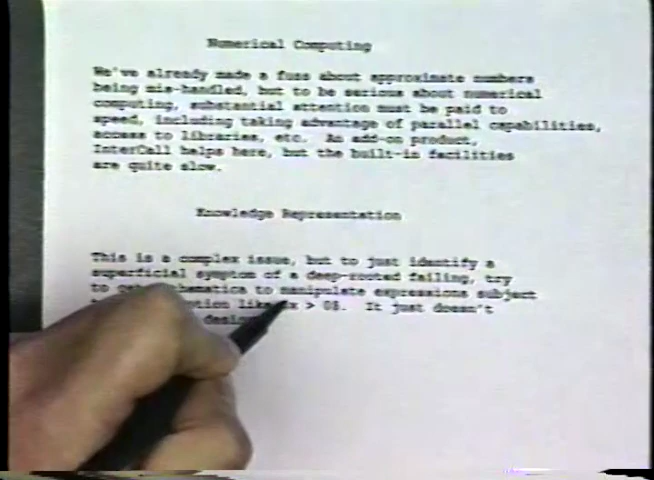 Numerical Computing
We've already made a fuss about approximate numbers
being mis-handled, but to be serious about numerical
computing, substantial attention must be paid to
speed, including taking advantage of parallel capabilities,
access to libraries, etc. An add-on product,
InterCall helps here, but the built-in facilities
are quite slow.
Knowledge Representation
This is a complex issue, but to just identify a
superficial symptom of a deep-rooted failing, try
to get to manipulate expressions subject
like x > 0$. It just doesn't